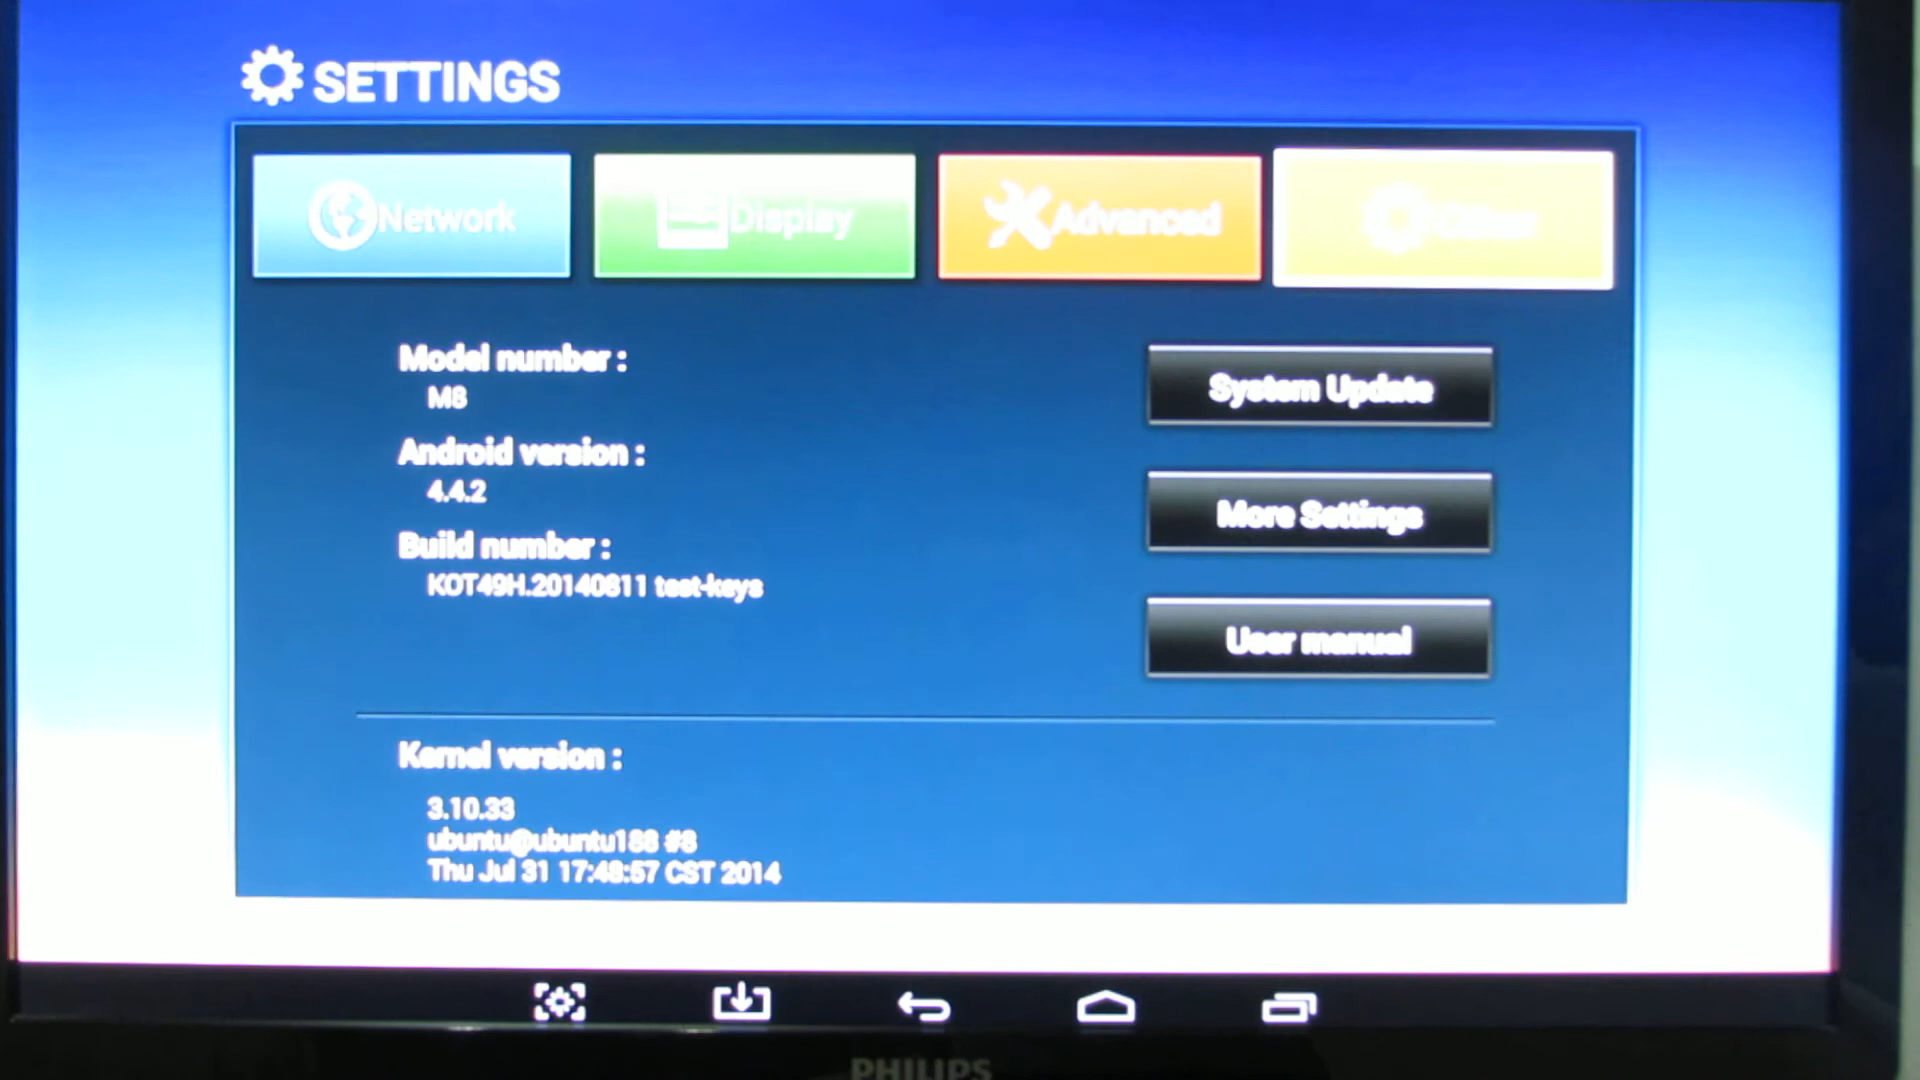 SETTINGS
Network
Display
Advanced
Model number :
M8
Android version :
4.4.2
Build number :
KOT49H.20140811 test-keys
System Update
More Settings
User manual
Kernel version :
3.10.33
ubuntu@ubuntu188 #8
Thu Jul 31 17:48:57 CST 2014
PHILIPS